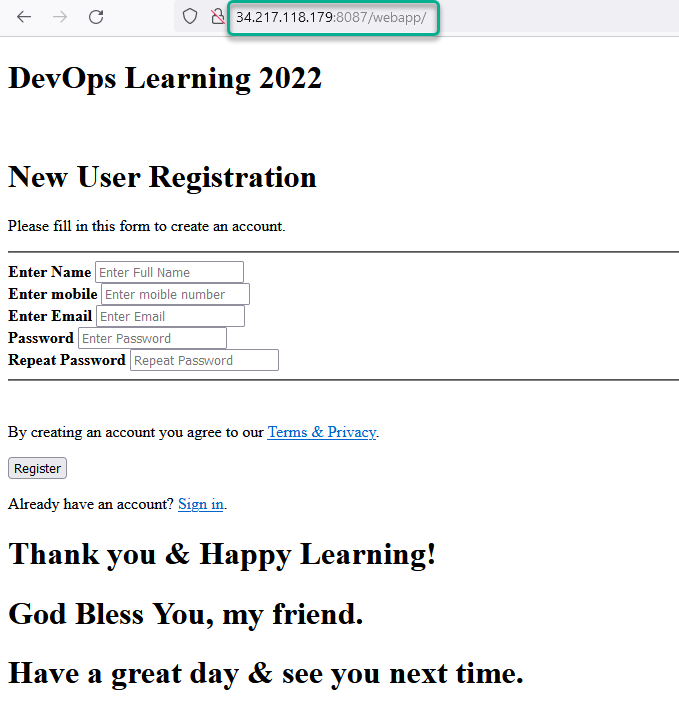 34.217.118.179:8087/webapp/
DevOps Learning 2022
New User Registration
Please fill in this form to create an account.
Enter Name Enter Full Name
Enter mobile Enter moible number
Enter Email Enter Email
Password Enter Password
Repeat Password Repeat Password
By creating an account you agree to our Terms & Privacy.
Register
Already have an account? Sign in.
Thank you & Happy Learning!
God Bless You, my friend.
Have a great day & see you next time.